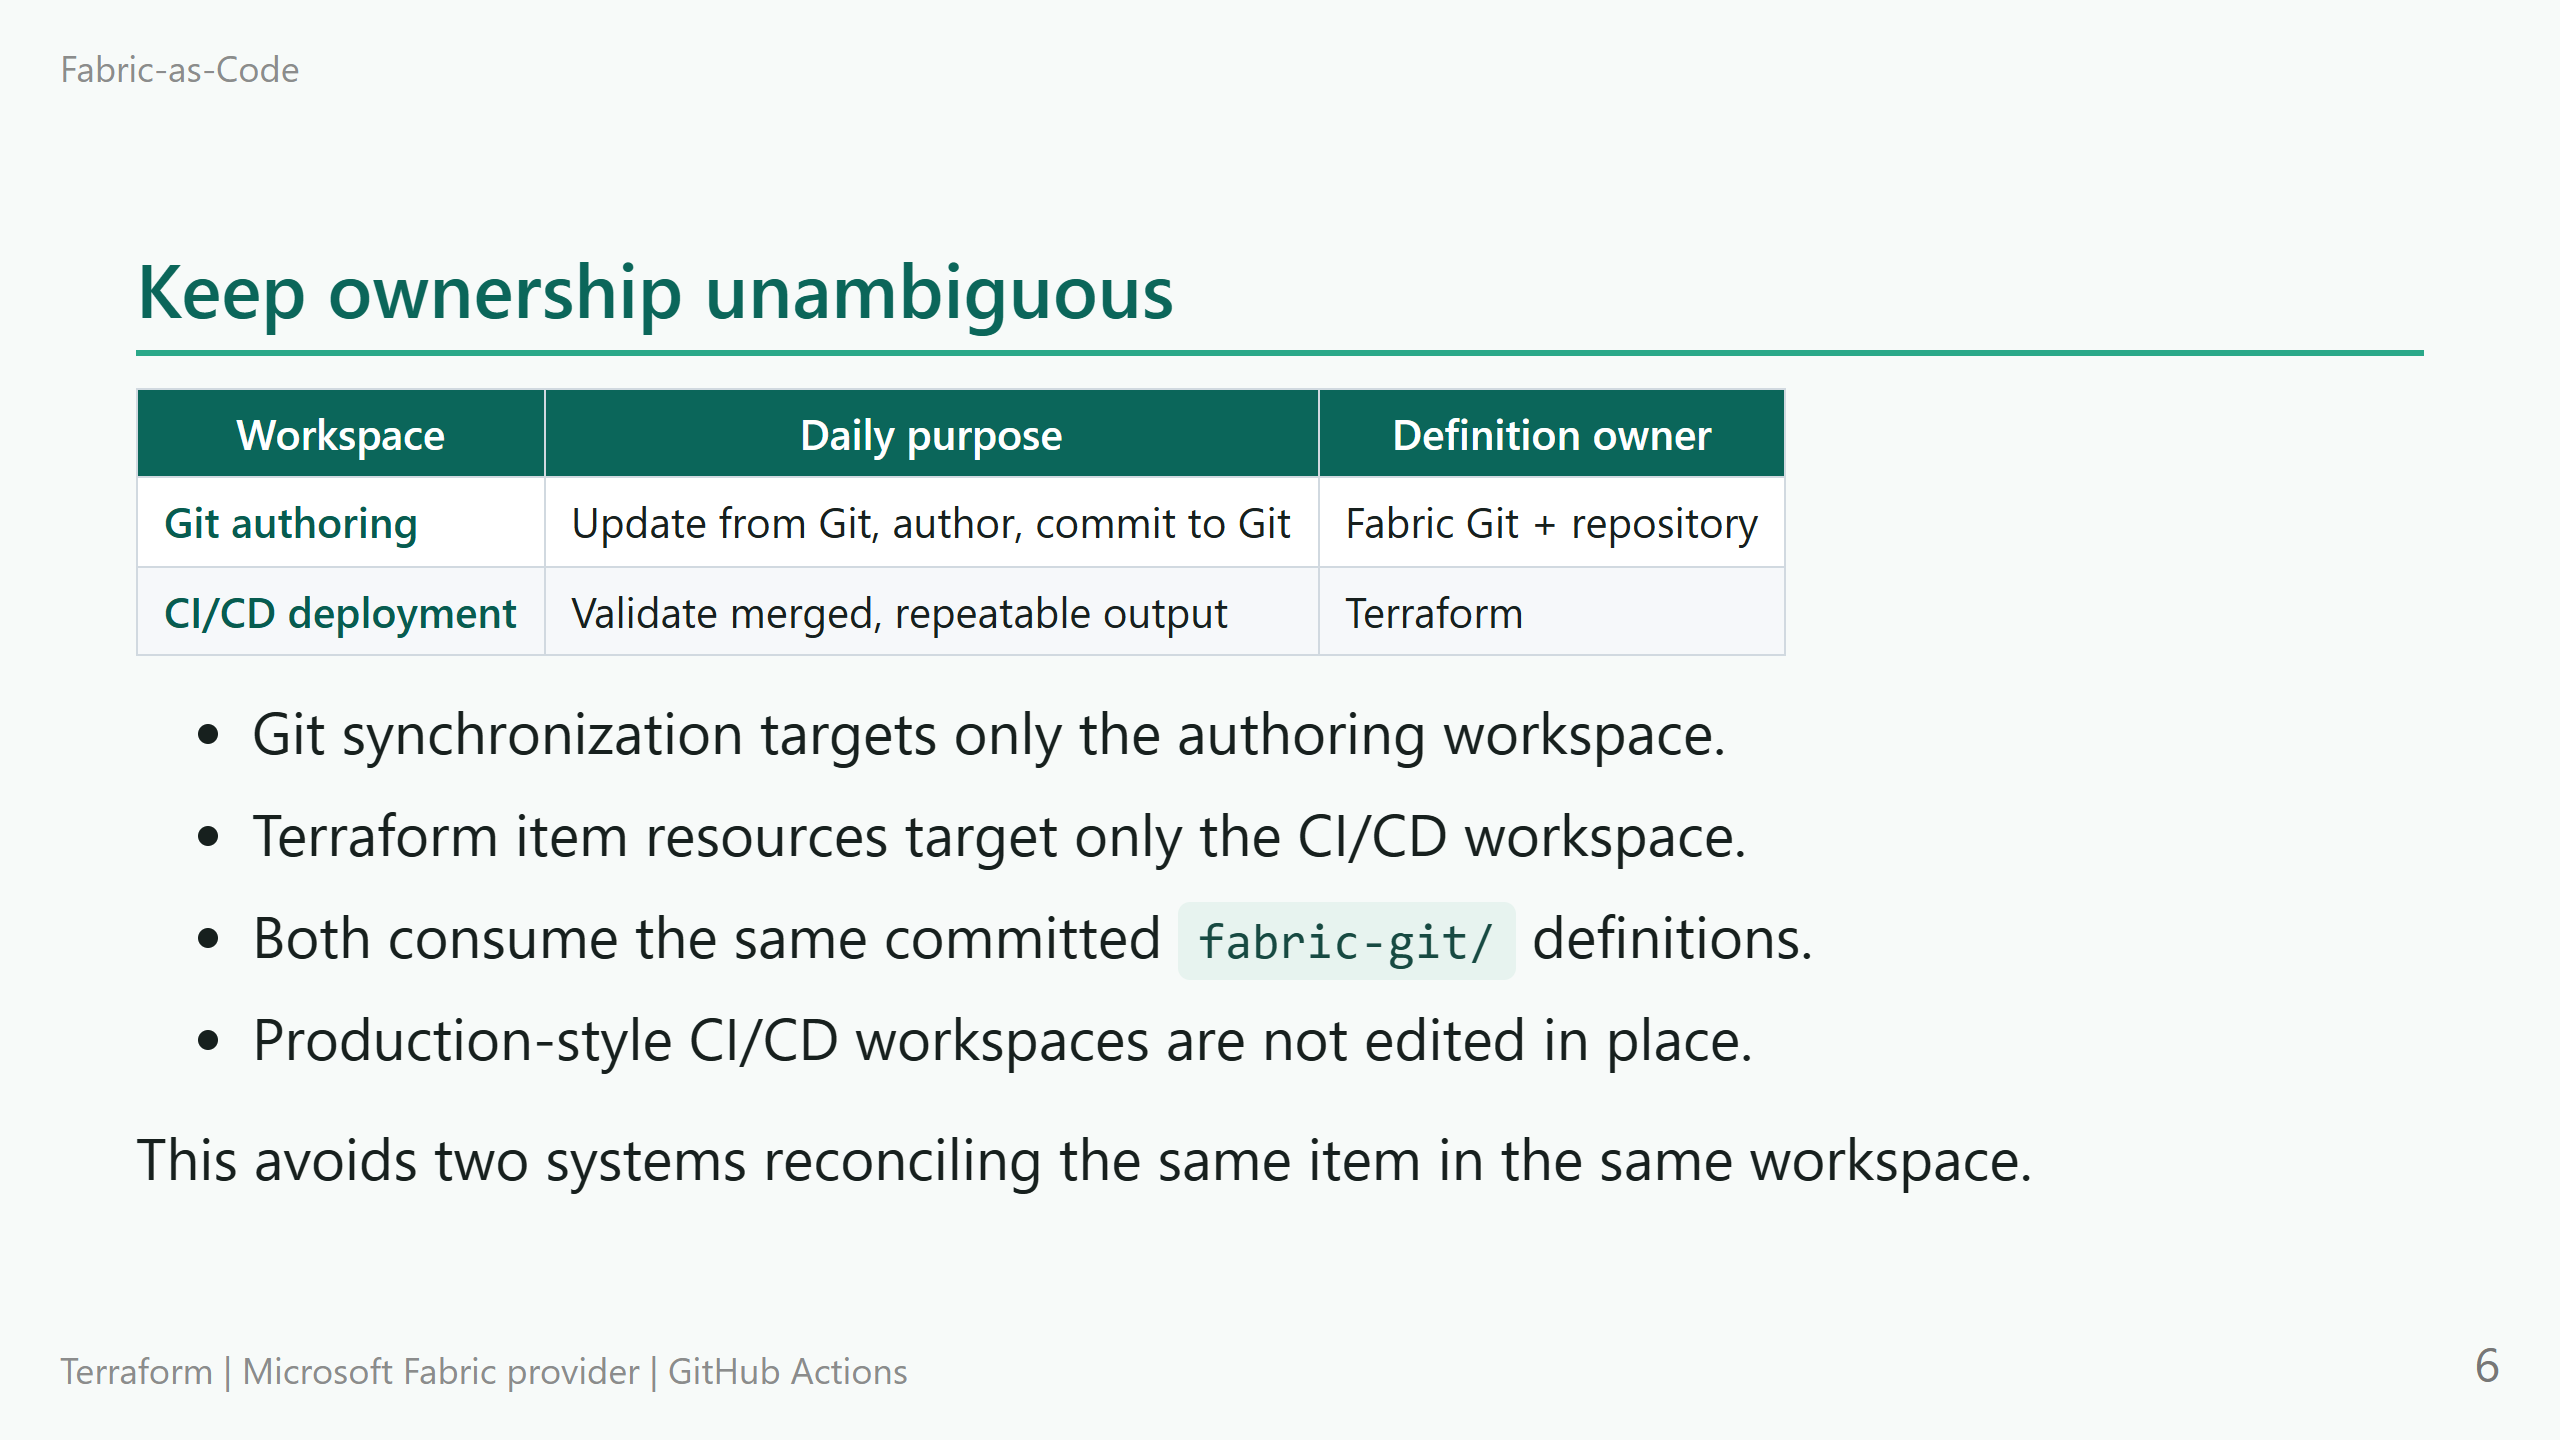 Fabric-as-Code
Keep ownership unambiguous
Workspace Daily purpose Definition owner
Git authoring Update from Git, author, commit to Git Fabric Git + repository
CI/CD deployment Validate merged, repeatable output Terraform
• Git synchronization targets only the authoring workspace.
• Terraform item resources target only the CI/CD workspace.
• Both consume the same committed fabric-git/ definitions.
• Production-style CI/CD workspaces are not edited in place.
This avoids two systems reconciling the same item in the same workspace.
Terraform | Microsoft Fabric provider | GitHub Actions
6